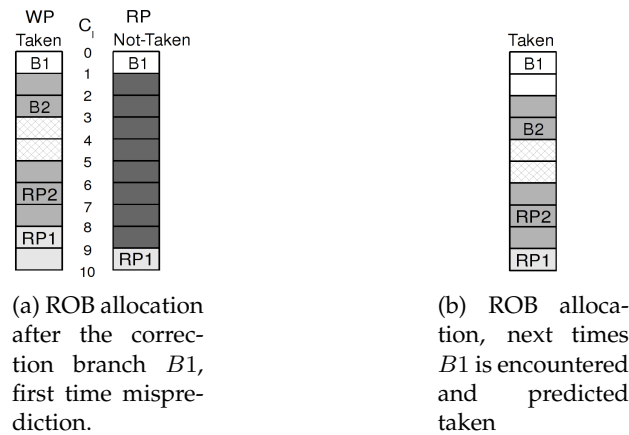 WP C_I RP
Taken Not-Taken
0
B1 B1
1
2
B2
3
4
5
6
RP2
7
8
RP1
9
RP1
10
Taken
B1
B2
RP2
RP1
(a) ROB allocation
after the correc-
tion branch B1,
first time mispre-
diction.
(b) ROB alloca-
tion, next times
B1 is encountered
and predicted
taken